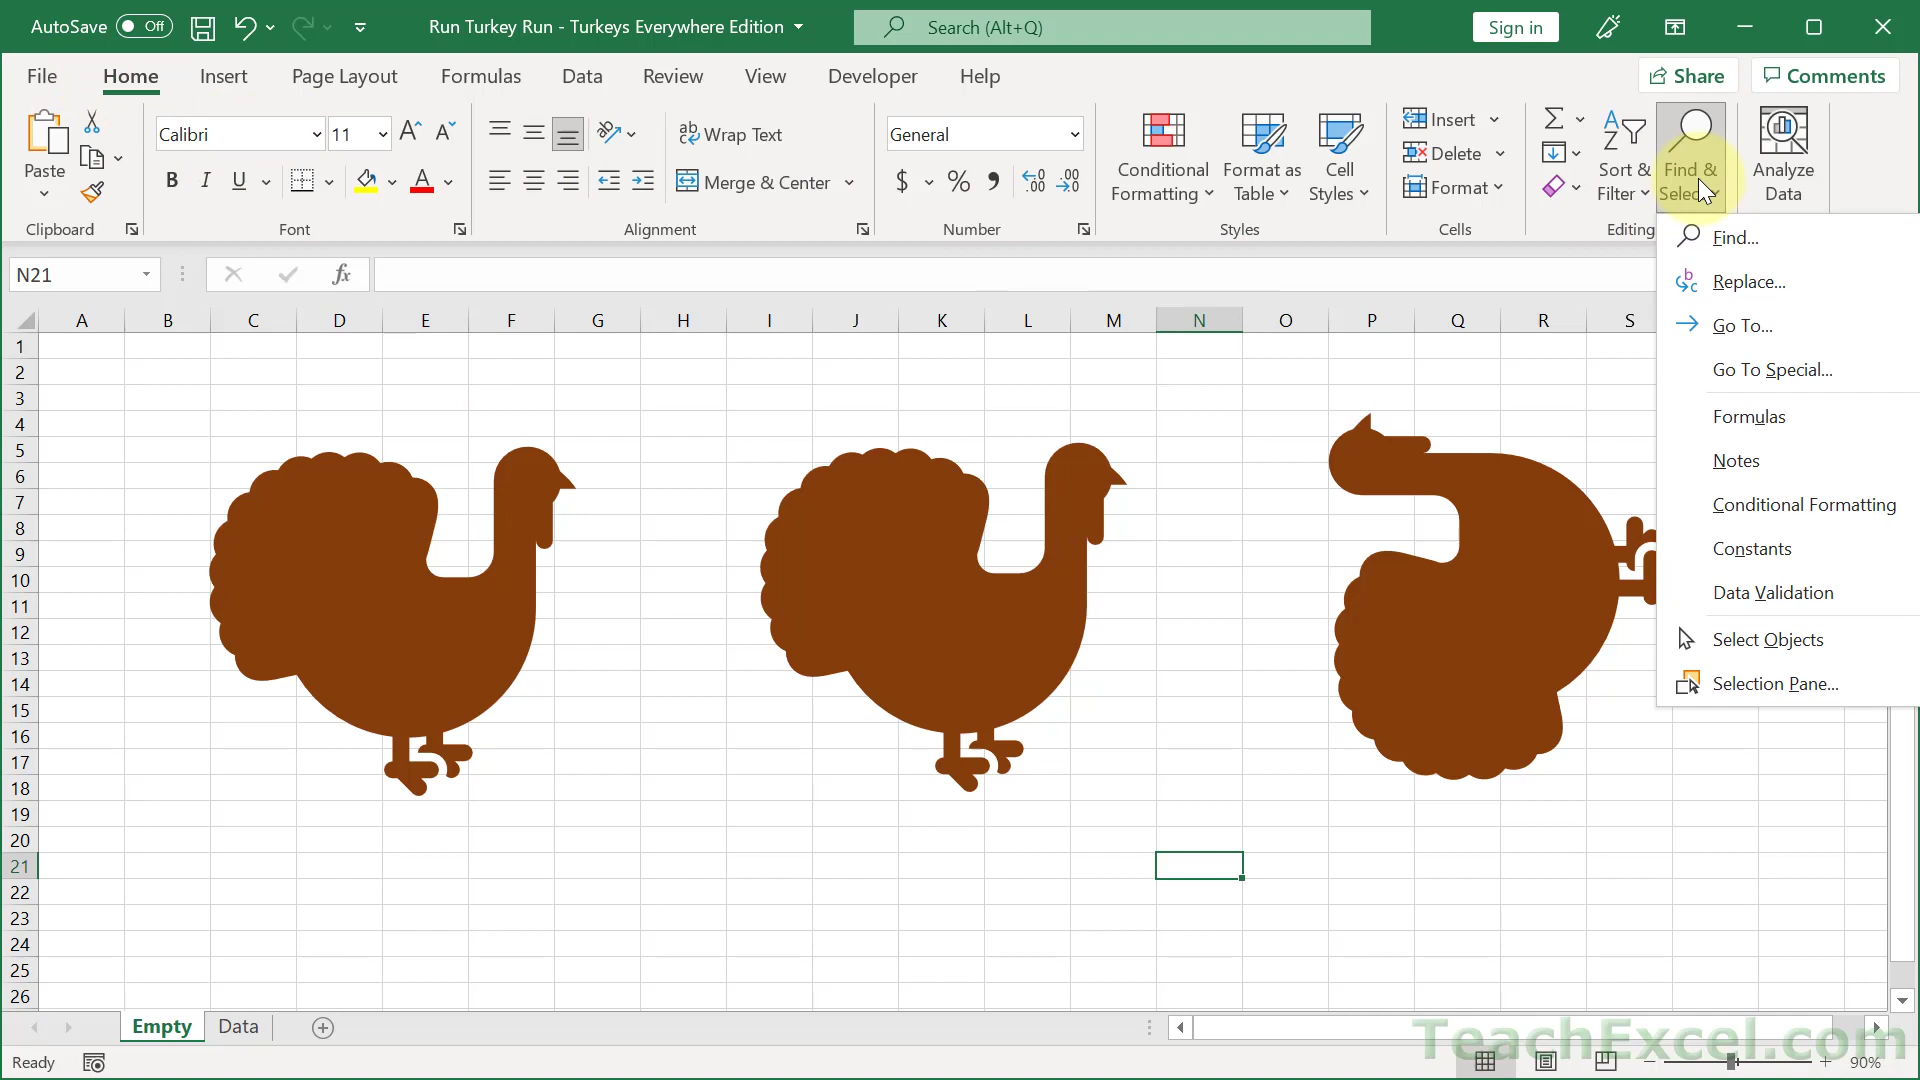 AutoSave Off Run Turkey Run - Turkeys Everywhere Edition Search (Alt+Q) Sign in
File Home Insert Page Layout Formulas Data Review View Developer Help Share Comments
Paste
Clipboard
Calibri 11
B I U A
Font
ab Wrap Text
Merge & Center
Alignment
General
$ % 9 .00
Number
Conditional Formatting
Format as Table
Cell Styles
Styles
Insert
Delete
Format
Cells
Sort & Filter
Find & Select
Editing
Analyze Data
Find...
Replace...
Go To...
Go To Special...
Formulas
Notes
Conditional Formatting
Constants
Data Validation
Select Objects
Selection Pane...
N21 fx
A B C D E F G H I J K L M N O P Q R S
1
2
3
4
5
6
7
8
9
10
11
12
13
14
15
16
17
18
19
20
21
22
23
24
25
26
Empty Data
TeachExcel.com
Ready 90%